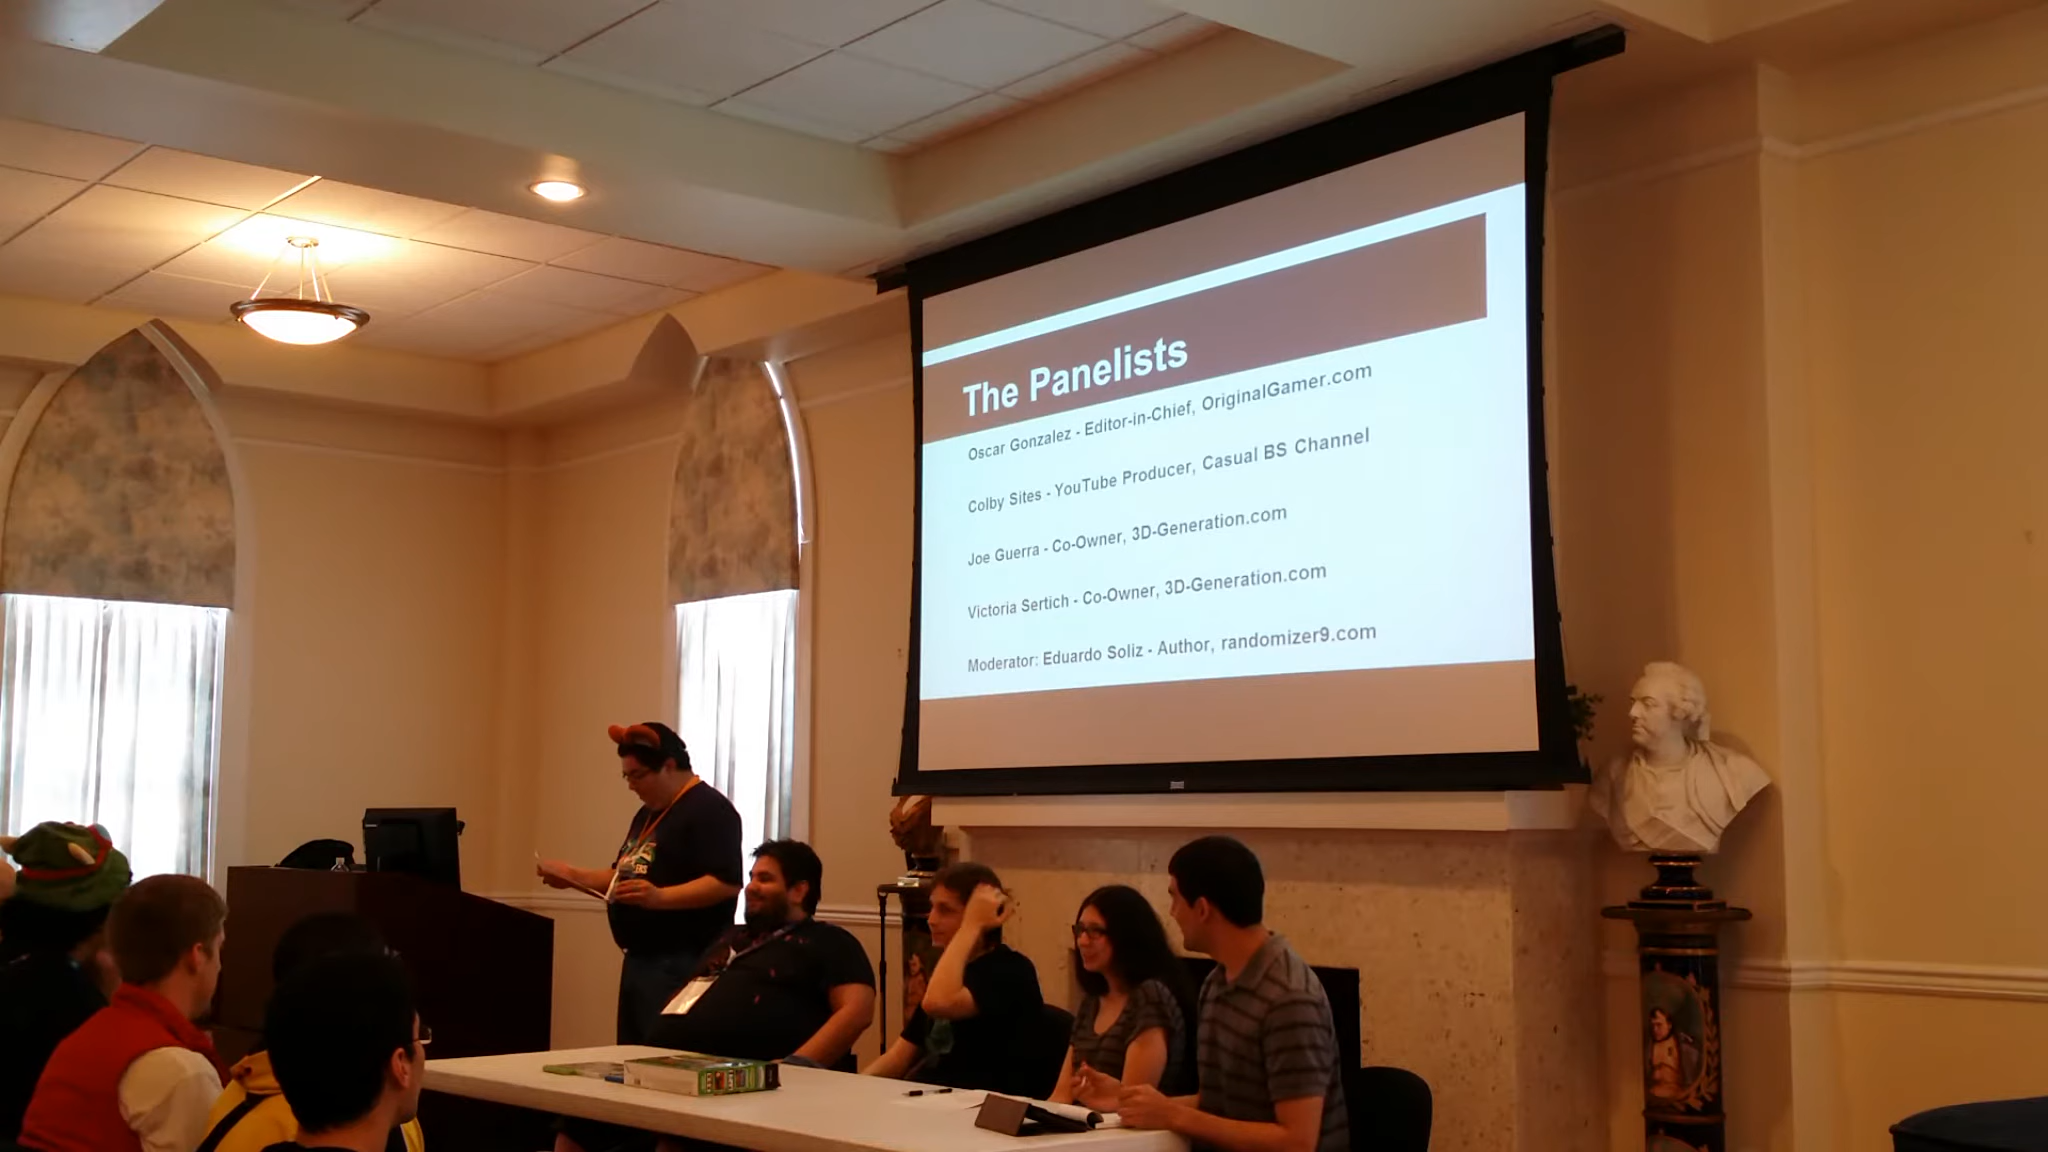 The Panelists
Oscar Gonzalez - Editor-in-Chief, OriginalGamer.com
Colby Sites - YouTube Producer, Casual BS Channel
Joe Guerra - Co-Owner, 3D-Generation.com
Victoria Sertich - Co-Owner, 3D-Generation.com
Moderator: Eduardo Soliz - Author, randomizer9.com